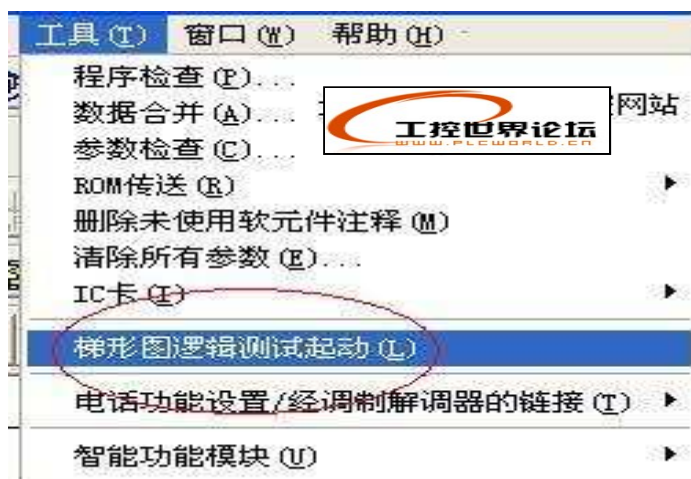 工具(T) 窗口(W) 帮助(H)
程序检查(P)...
数据合并(A)...
网站
工控世界论坛
WWW.PLCWORLD.CN
参数检查(C)...
ROM传送(R)
删除未使用软元件注释(M)
清除所有参数(E)...
IC卡(I)
梯形图逻辑测试起动(L)
电话功能设置/经调制解调器的链接(T)
智能功能模块(U)